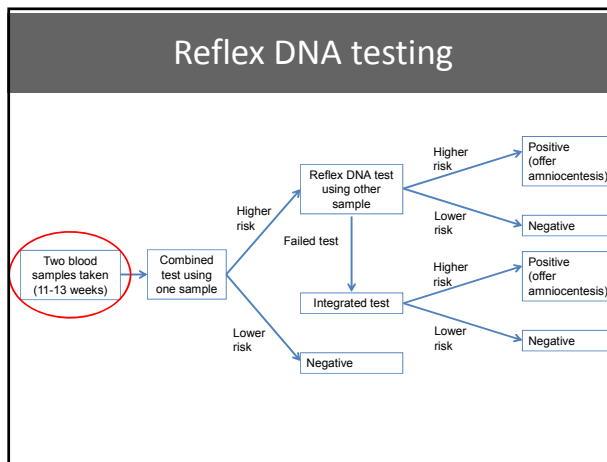 Reflex DNA testing
Two blood
samples taken
(11-13 weeks)
Combined
test using
one sample
Higher
risk
Lower
risk
Reflex DNA test
using other
sample
Failed test
Integrated test
Negative
Higher
risk
Lower
risk
Positive
(offer
amniocentesis)
Negative
Higher
risk
Lower
risk
Positive
(offer
amniocentesis)
Negative